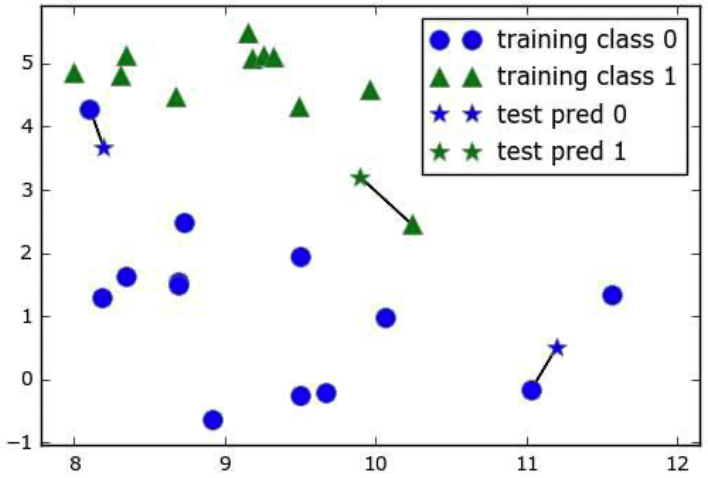 training class 0
training class 1
test pred 0
test pred 1
5
4
3
2
1
0
−1
8 9 10 11 12